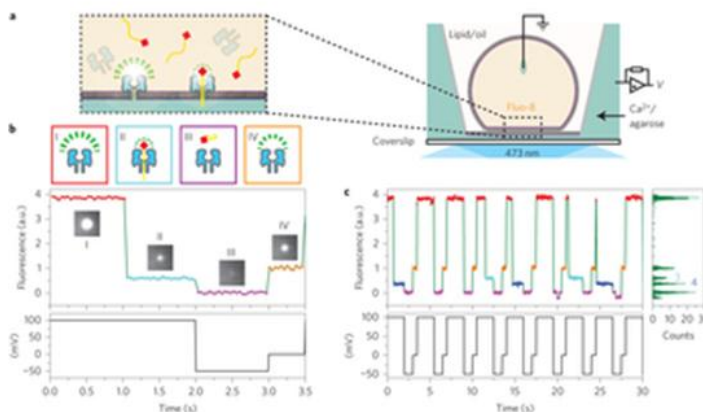 a
Lipid/oil
Fluo-8
V
Ca²⁺/
agarose
Coverslip
473 nm
b
I
II
III
IV
c
4
3
2
1
0
Fluorescence (a.u.)
I
II
III
IV
100
50
0
−50
(mV)
0.0 0.5 1.0 1.5 2.0 2.5 3.0 3.5
Time (s)
4
3
2
1
0
Fluorescence (a.u.)
100
50
0
−50
(mV)
0 5 10 15 20 25 30
Time (s)
4
0 10 20
Counts